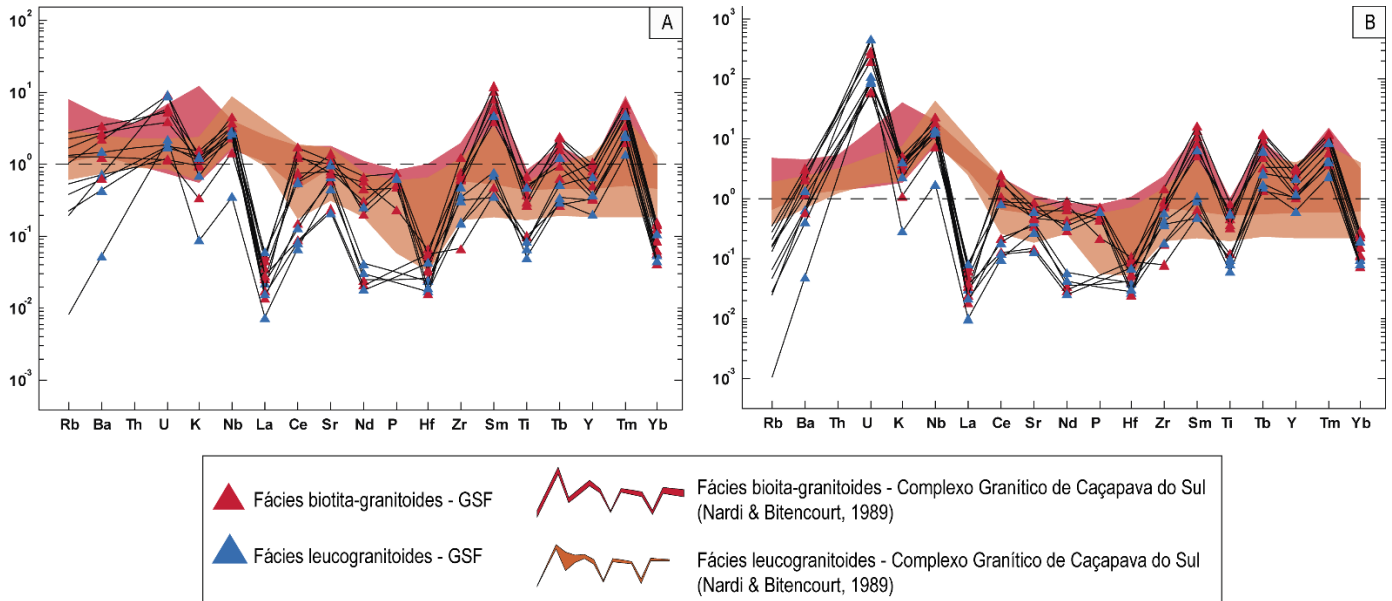 A
10²
10¹
10⁰
10⁻¹
10⁻²
10⁻³
Rb Ba Th U K Nb La Ce Sr Nd P Hf Zr Sm Ti Tb Y Tm Yb
B
10³
10²
10¹
10⁰
10⁻¹
10⁻²
10⁻³
Rb Ba Th U K Nb La Ce Sr Nd P Hf Zr Sm Ti Tb Y Tm Yb
Fácies biotita-granitoides - GSF
Fácies leucogranitoides - GSF
Fácies bioita-granitoides - Complexo Granítico de Caçapava do Sul
(Nardi & Bitencourt, 1989)
Fácies leucogranitoides - Complexo Granítico de Caçapava do Sul
(Nardi & Bitencourt, 1989)